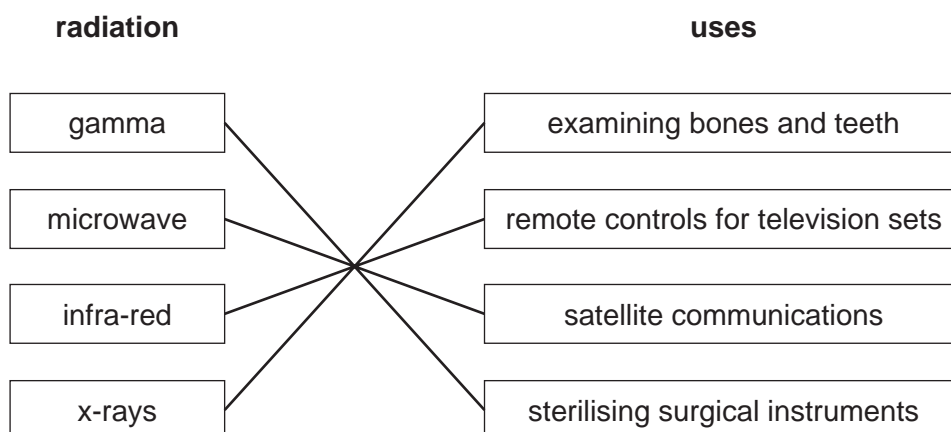 radiation uses
gamma examining bones and teeth
microwave remote controls for television sets
infra-red satellite communications
x-rays sterilising surgical instruments